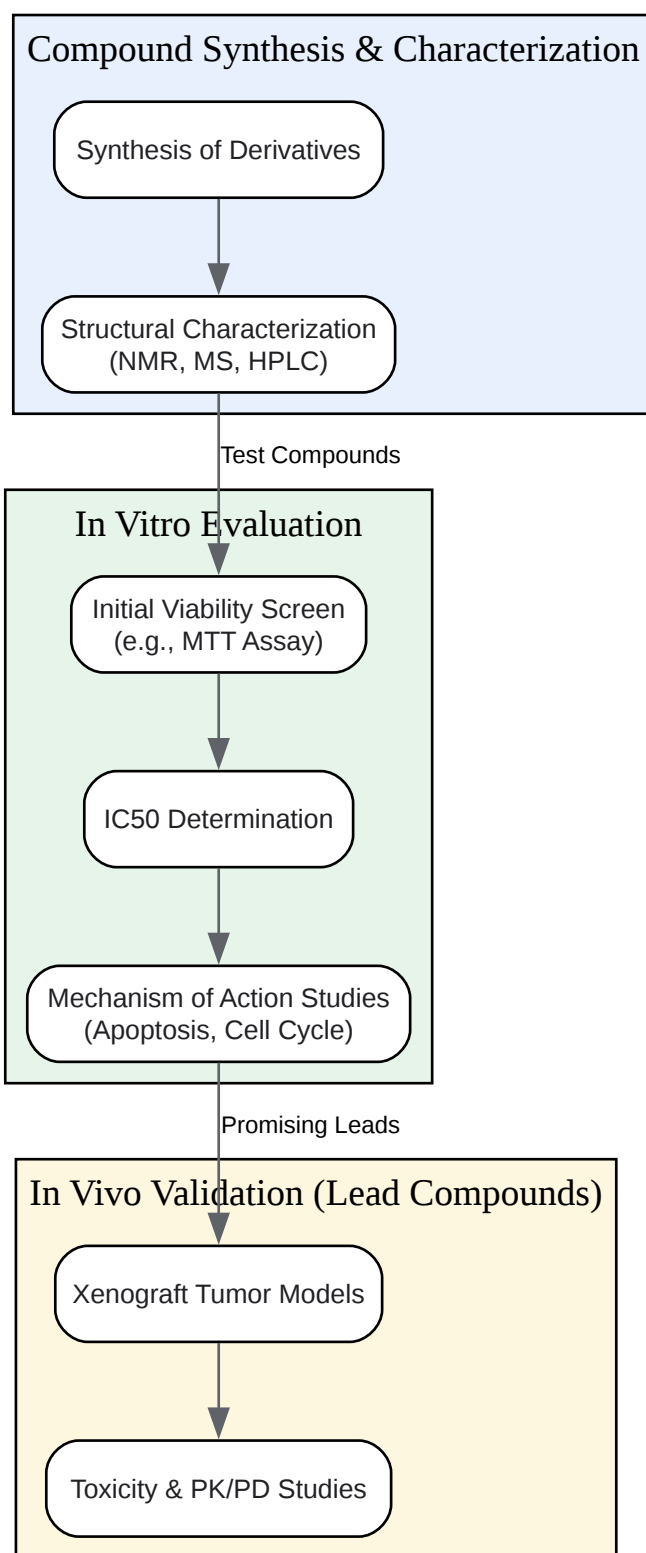 Compound Synthesis & Characterization
Synthesis of Derivatives
Structural Characterization
(NMR, MS, HPLC)
Test Compounds
In Vitro Evaluation
Initial Viability Screen
(e.g., MTT Assay)
IC50 Determination
Mechanism of Action Studies
(Apoptosis, Cell Cycle)
Promising Leads
In Vivo Validation (Lead Compounds)
Xenograft Tumor Models
Toxicity & PK/PD Studies